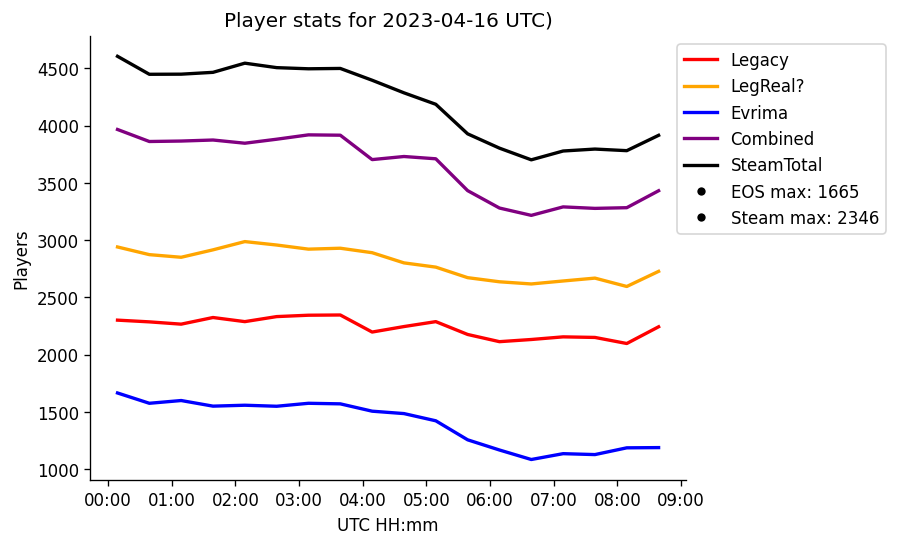 Player stats for 2023-04-16 UTC)
Legacy
LegReal?
Evrima
Combined
SteamTotal
EOS max: 1665
Steam max: 2346
Players
4500
4000
3500
3000
2500
2000
1500
1000
00:00 01:00 02:00 03:00 04:00 05:00 06:00 07:00 08:00 09:00
UTC HH:mm